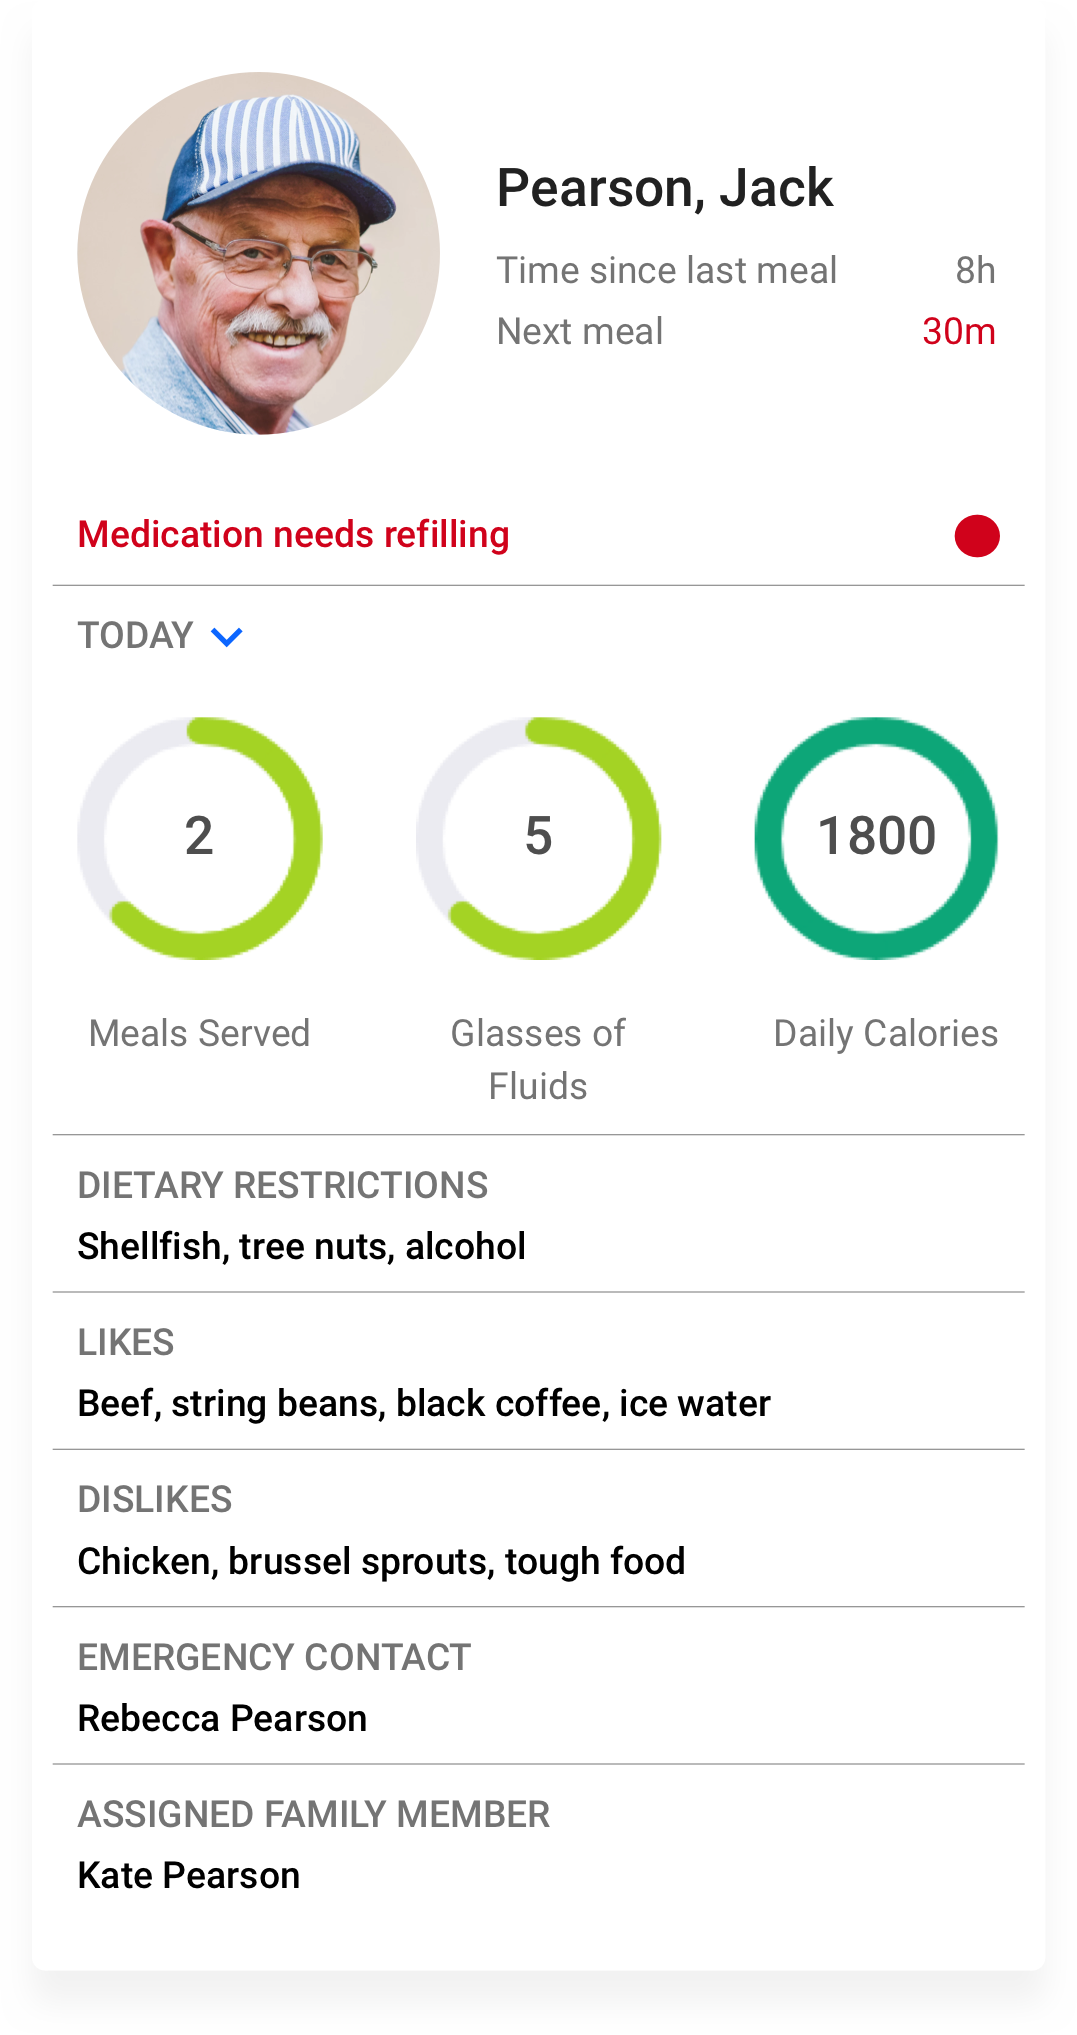 Pearson, Jack
Time since last meal 8h
Next meal 30m
Medication needs refilling
TODAY
2
5
1800
Meals Served
Glasses of
Fluids
Daily Calories
DIETARY RESTRICTIONS
Shellfish, tree nuts, alcohol
LIKES
Beef, string beans, black coffee, ice water
DISLIKES
Chicken, brussel sprouts, tough food
EMERGENCY CONTACT
Rebecca Pearson
ASSIGNED FAMILY MEMBER
Kate Pearson